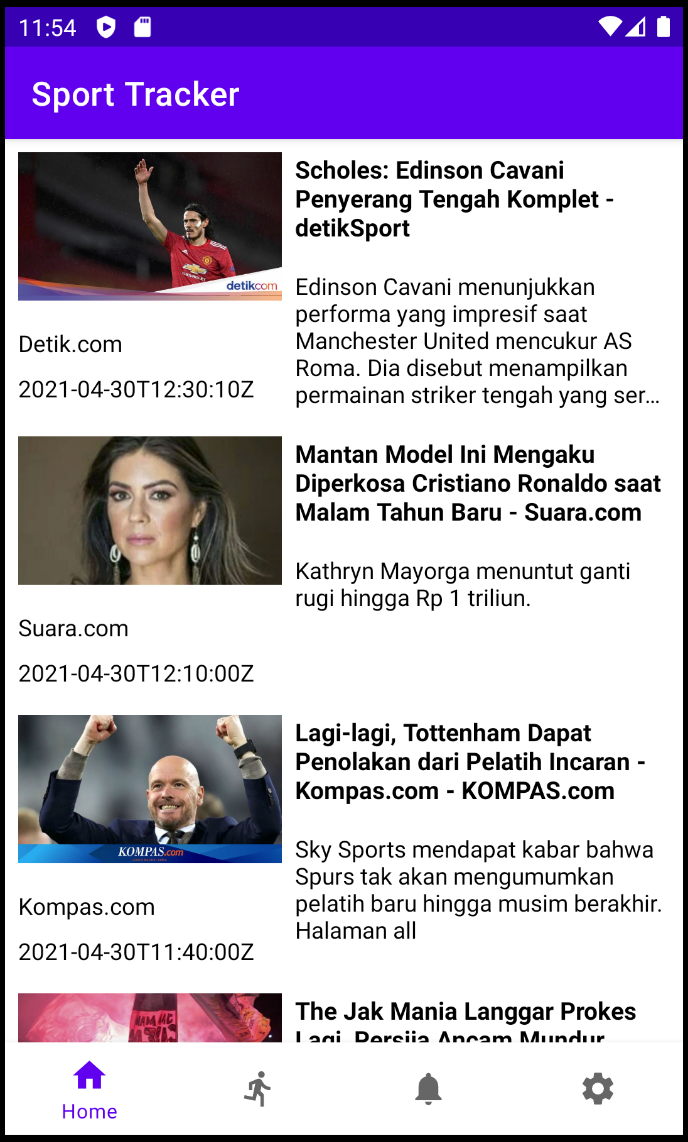 11:54
Sport Tracker
detikcom
Scholes: Edinson Cavani
Penyerang Tengah Komplet -
detikSport
Edinson Cavani menunjukkan
performa yang impresif saat
Manchester United mencukur AS
Roma. Dia disebut menampilkan
permainan striker tengah yang ser...
Detik.com
2021-04-30T12:30:10Z
Mantan Model Ini Mengaku
Diperkosa Cristiano Ronaldo saat
Malam Tahun Baru - Suara.com
Kathryn Mayorga menuntut ganti
rugi hingga Rp 1 triliun.
Suara.com
2021-04-30T12:10:00Z
KOMPAS.com
Lagi-lagi, Tottenham Dapat
Penolakan dari Pelatih Incaran -
Kompas.com - KOMPAS.com
Sky Sports mendapat kabar bahwa
Spurs tak akan mengumumkan
pelatih baru hingga musim berakhir.
Halaman all
Kompas.com
2021-04-30T11:40:00Z
The Jak Mania Langgar Prokes
Lagi, Persija Ancam Mundur
Home